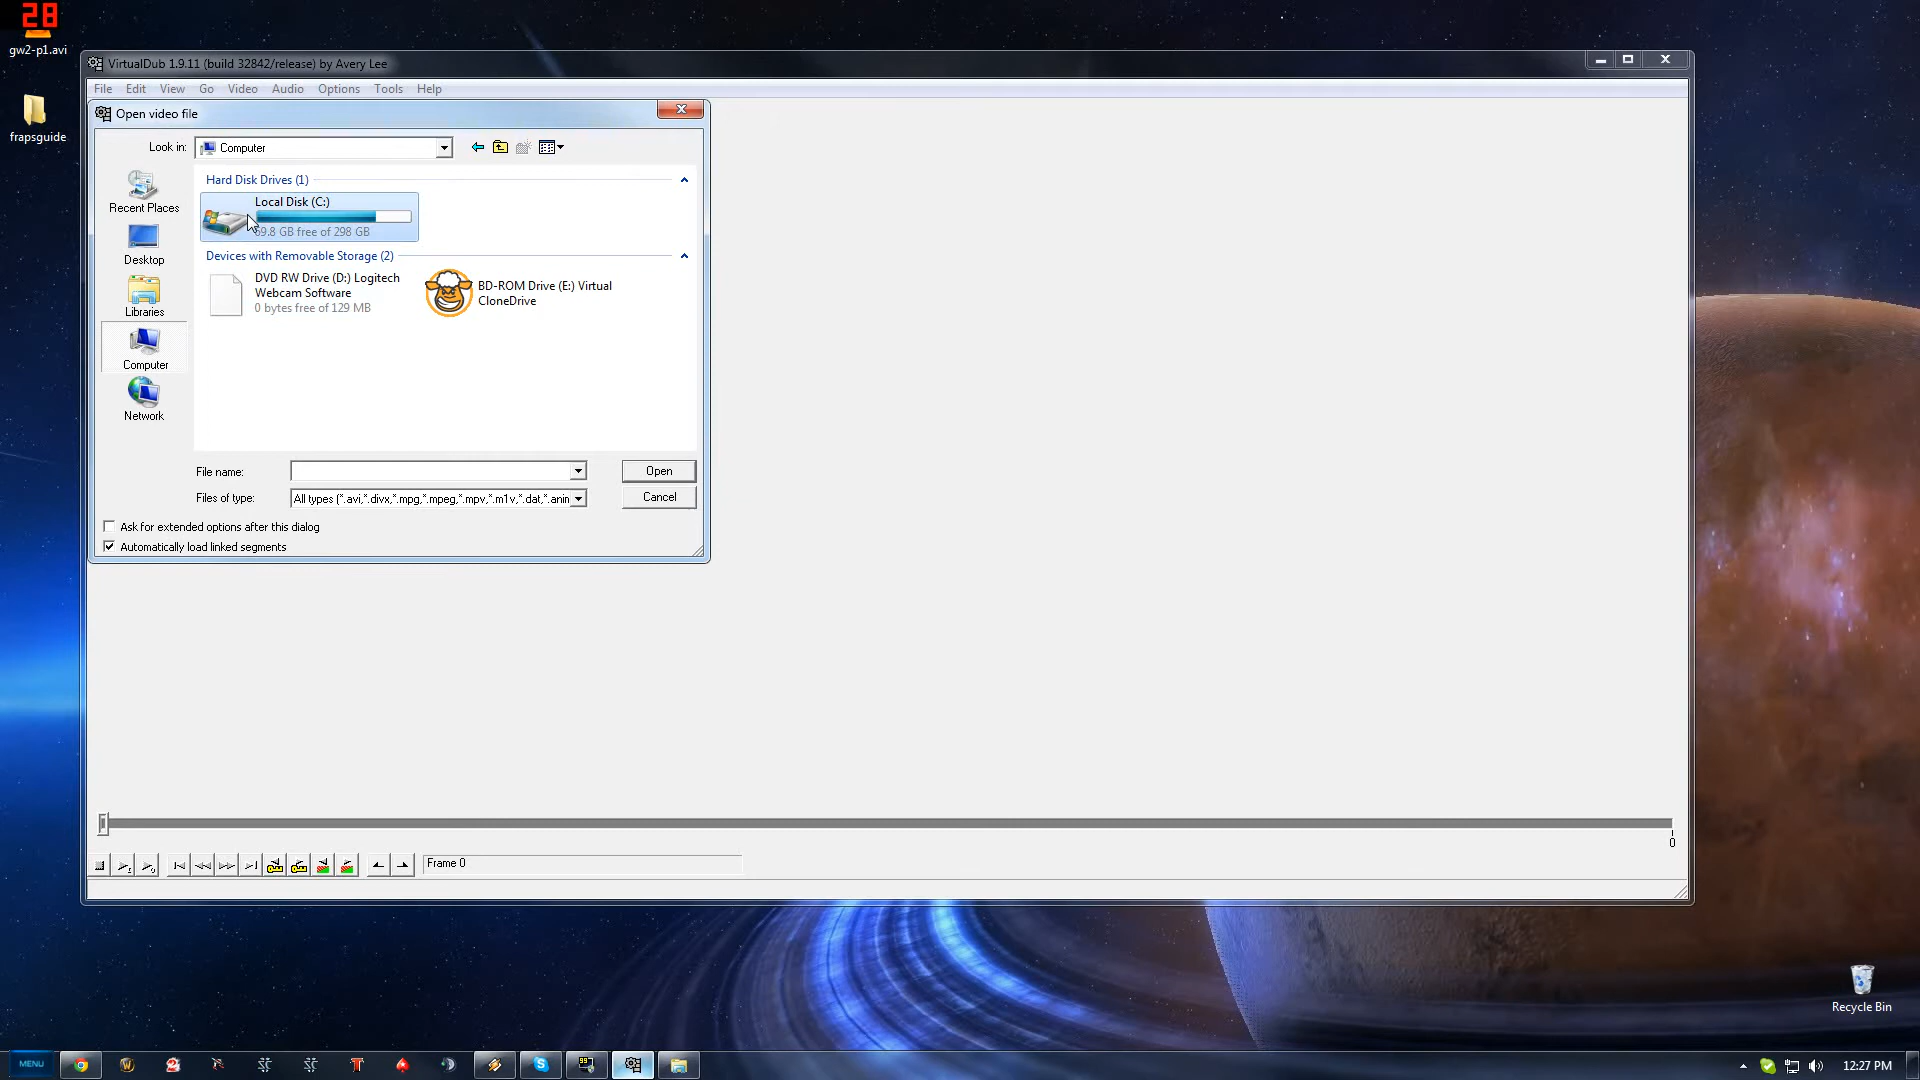 28
gw2-p1.avi
frapsguide
VirtualDub 1.9.11 (build 32842/release) by Avery Lee
File Edit View Go Video Audio Options Tools Help
Open video file
Look in: Computer
Recent Places
Desktop
Libraries
Computer
Network
Hard Disk Drives (1)
Local Disk (C:)
69.8 GB free of 298 GB
Devices with Removable Storage (2)
DVD RW Drive (D:) Logitech
Webcam Software
0 bytes free of 129 MB
BD-ROM Drive (E:) Virtual
CloneDrive
File name:
Open
Files of type: All types (*.avi,*.divx,*.mpg,*.mpeg,*.mpv,*.m1v,*.dat,*.anim
Cancel
Ask for extended options after this dialog
Automatically load linked segments
0
Frame 0
Recycle Bin
MENU
99
12:27 PM